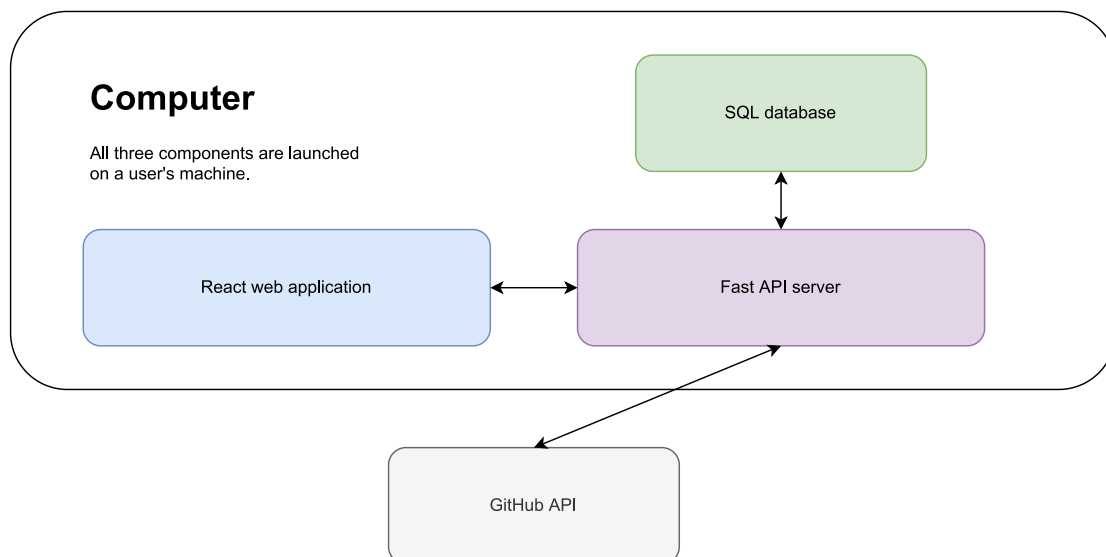 Computer
All three components are launched
on a user's machine.
SQL database
React web application
Fast API server
GitHub API